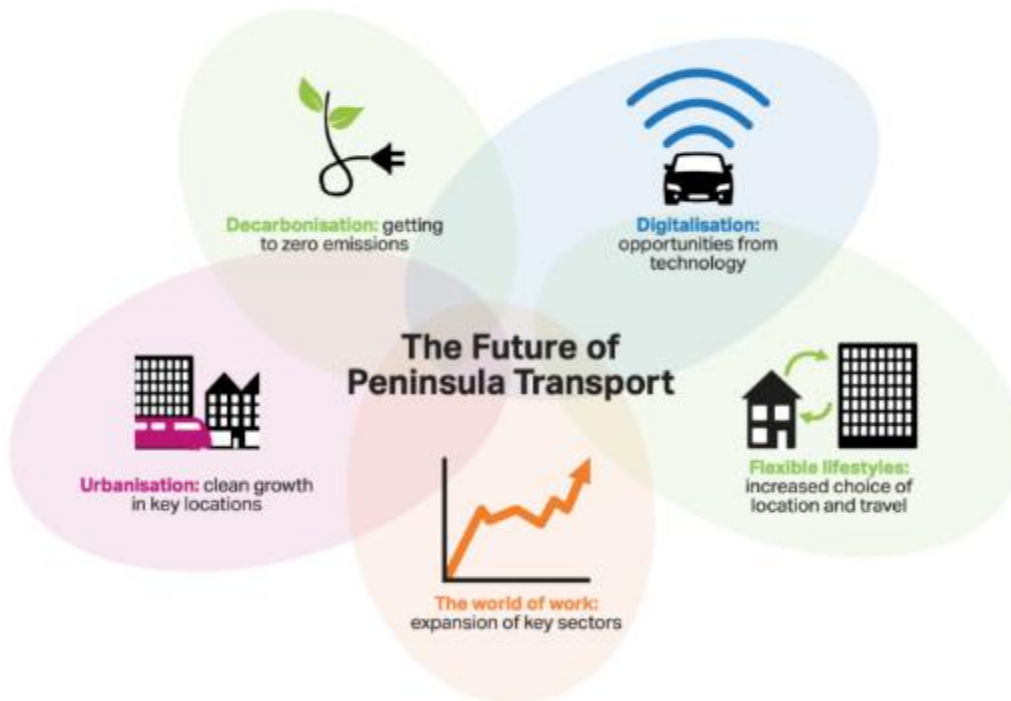 Decarbonisation: getting
to zero emissions
Digitalisation:
opportunities from
technology
The Future of
Peninsula Transport
Urbanisation: clean growth
in key locations
Flexible lifestyles:
increased choice of
location and travel
The world of work:
expansion of key sectors